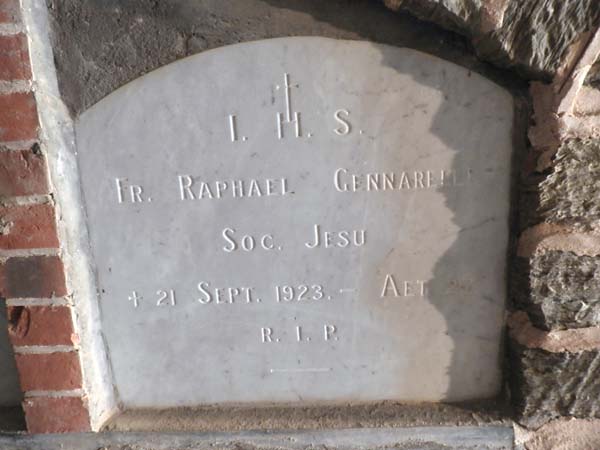 I. H. S.
Fr. Raphael Gennarelli
Soc. Jesu
+ 21 Sept. 1923. - Aet
R. I. P.